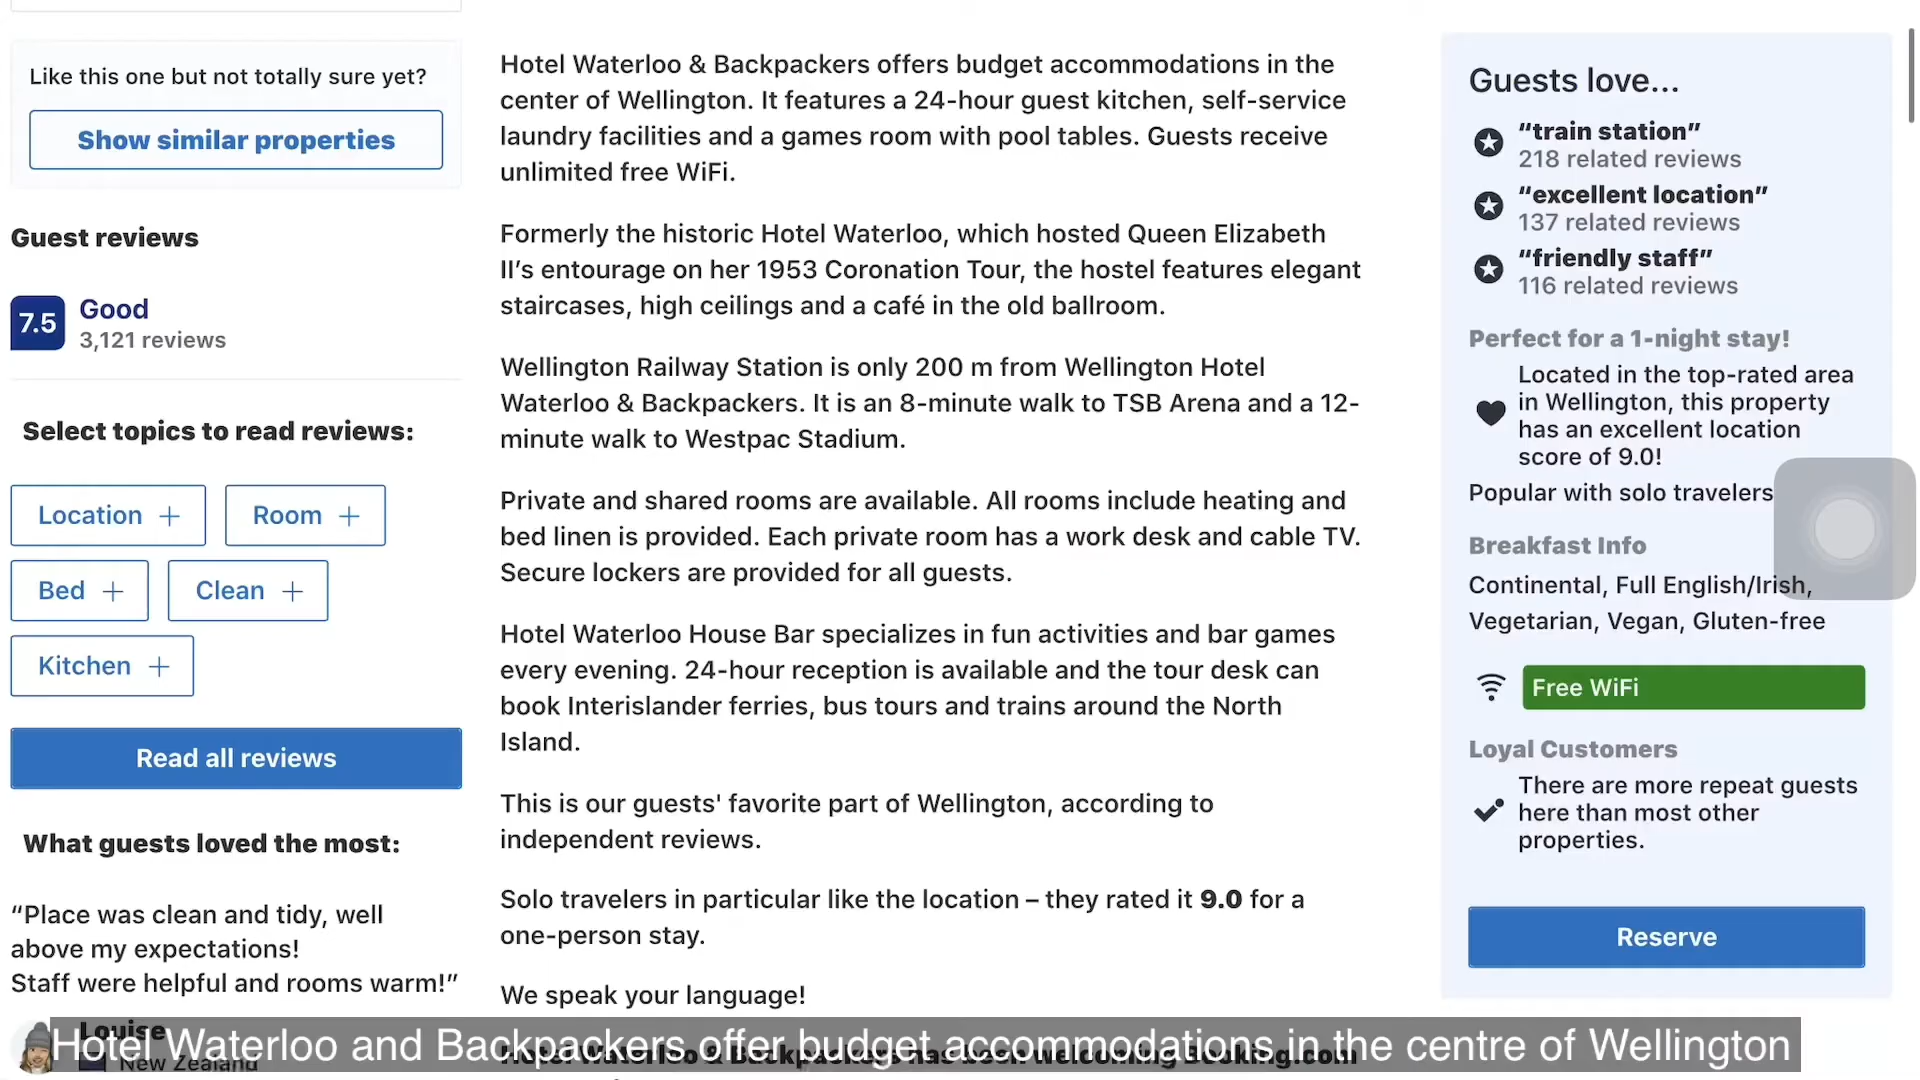 Like this one but not totally sure yet?
Show similar properties
Guest reviews
7.5
Good
3,121 reviews
Select topics to read reviews:
Location +
Room +
Bed +
Clean +
Kitchen +
Read all reviews
What guests loved the most:
“Place was clean and tidy, well
above my expectations!
Staff were helpful and rooms warm!”
Louise
New Zealand
Hotel Waterloo & Backpackers offers budget accommodations in the
center of Wellington. It features a 24-hour guest kitchen, self-service
laundry facilities and a games room with pool tables. Guests receive
unlimited free WiFi.
Formerly the historic Hotel Waterloo, which hosted Queen Elizabeth
II’s entourage on her 1953 Coronation Tour, the hostel features elegant
staircases, high ceilings and a café in the old ballroom.
Wellington Railway Station is only 200 m from Wellington Hotel
Waterloo & Backpackers. It is an 8-minute walk to TSB Arena and a 12-
minute walk to Westpac Stadium.
Private and shared rooms are available. All rooms include heating and
bed linen is provided. Each private room has a work desk and cable TV.
Secure lockers are provided for all guests.
Hotel Waterloo House Bar specializes in fun activities and bar games
every evening. 24-hour reception is available and the tour desk can
book Interislander ferries, bus tours and trains around the North
Island.
This is our guests' favorite part of Wellington, according to
independent reviews.
Solo travelers in particular like the location – they rated it 9.0 for a
one-person stay.
We speak your language!
Hotel Waterloo & Backpackers has been welcoming Booking.com
Guests love...
“train station”
218 related reviews
“excellent location”
137 related reviews
“friendly staff”
116 related reviews
Perfect for a 1-night stay!
Located in the top-rated area
in Wellington, this property
has an excellent location
score of 9.0!
Popular with solo travelers
Breakfast Info
Continental, Full English/Irish,
Vegetarian, Vegan, Gluten-free
Free WiFi
Loyal Customers
There are more repeat guests
here than most other
properties.
Reserve
Hotel Waterloo and Backpackers offer budget accommodations in the centre of Wellington